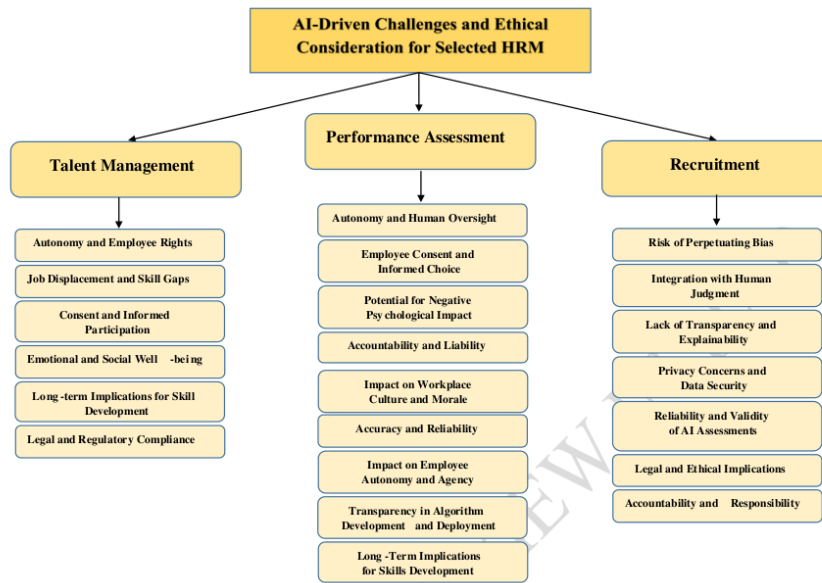 AI-Driven Challenges and Ethical
Consideration for Selected HRM
Talent Management
Autonomy and Employee Rights
Job Displacement and Skill Gaps
Consent and Informed
Participation
Emotional and Social Well -being
Long -term Implications for Skill
Development
Legal and Regulatory Compliance
Performance Assessment
Autonomy and Human Oversight
Employee Consent and
Informed Choice
Potential for Negative
Psychological Impact
Accountability and Liability
Impact on Workplace
Culture and Morale
Accuracy and Reliability
Impact on Employee
Autonomy and Agency
Transparency in Algorithm
Development and Deployment
Long -Term Implications
for Skills Development
Recruitment
Risk of Perpetuating Bias
Integration with Human
Judgment
Lack of Transparency and
Explainability
Privacy Concerns and
Data Security
Reliability and Validity
of AI Assessments
Legal and Ethical Implications
Accountability and Responsibility